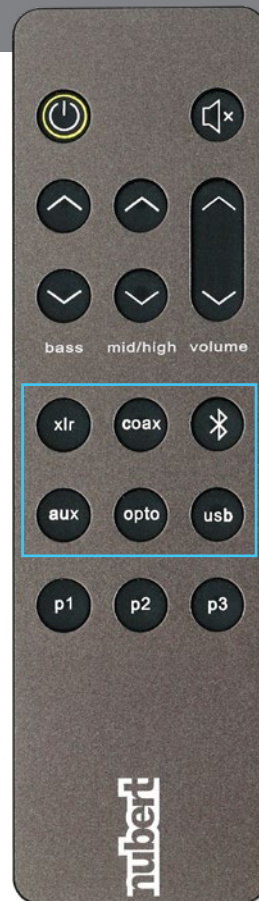 bass mid/high volume
xlr coax
aux opto usb
p1 p2 p3
nubert